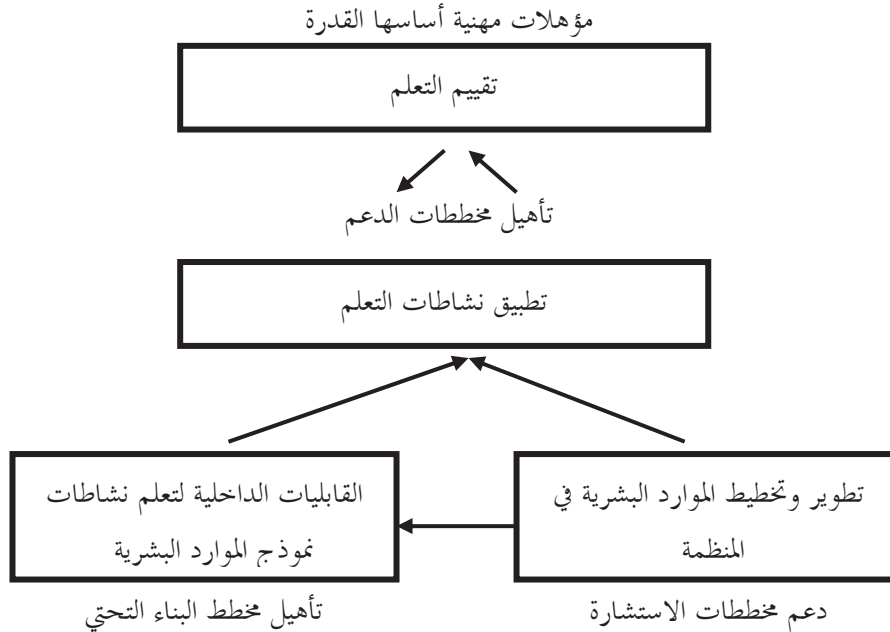 مؤهلات مهنية أساسها القدرة
تقييم التعلم
تأهيل مخططات الدعم
تطبيق نشاطات التعلم
تطوير وتخطيط الموارد البشرية في
المنظمة
دعم مخططات الاستشارة
القابليات الداخلية لتعلم نشاطات
نموذج الموارد البشرية
تأهيل مخطط البناء التحتي